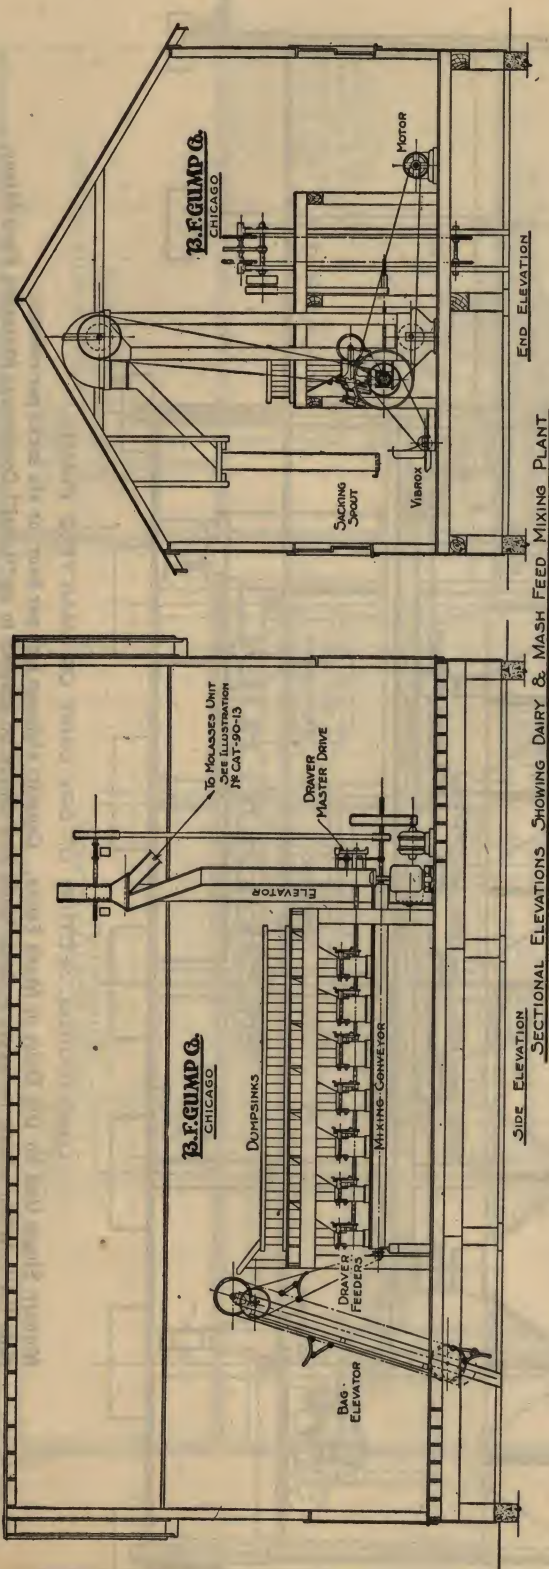 B.F. GUMP CO.
CHICAGO
TO MOLASSES UNIT
SEE ILLUSTRATION
No CAT-90-13
DRAVER
MASTER DRIVE
ELEVATOR
DUMPSINKS
MIXING CONVEYOR
DRAVER
FEEDERS
BAG-
ELEVATOR
SIDE ELEVATION
B.F. GUMP CO.
CHICAGO
MOTOR
SACKING
SPOUT
VIBROX
END ELEVATION
SECTIONAL ELEVATIONS SHOWING DAIRY & MASH FEED MIXING PLANT